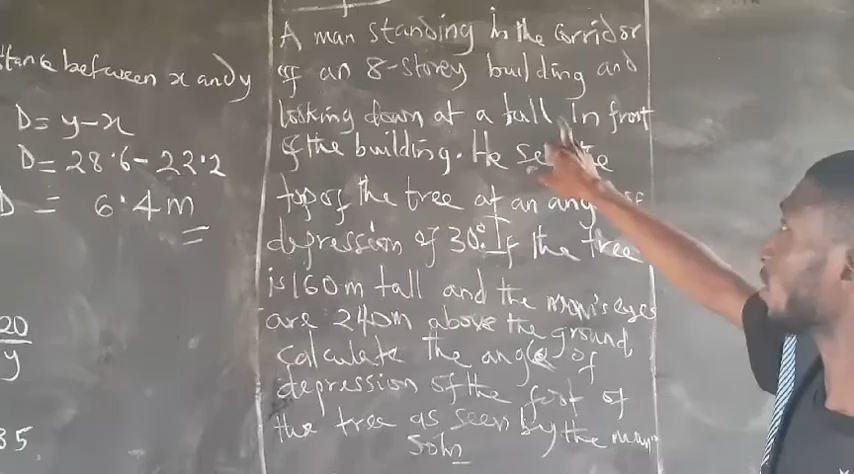 tance between x and y
D = y - x
D = 28.6 - 22.2
D = 6.4m
20
y
35
A man standing in the corridor
of an 8-storey building and
looking down at a tall in front
of the building. He
top of the tree at an
depression of 30°. If the tree
is 160m tall and the man's eyes
are 240m above the ground
Calculate the angle of
depression of the foot of
the tree as seen by the man
Soln